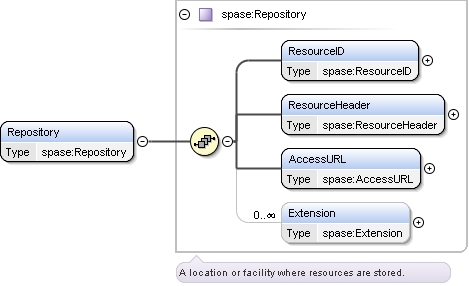 spase:Repository
ResourceID
Type spase:ResourceID
ResourceHeader
Type spase:ResourceHeader
Repository
Type spase:Repository
AccessURL
Type spase:AccessURL
0..∞
Extension
Type spase:Extension
A location or facility where resources are stored.